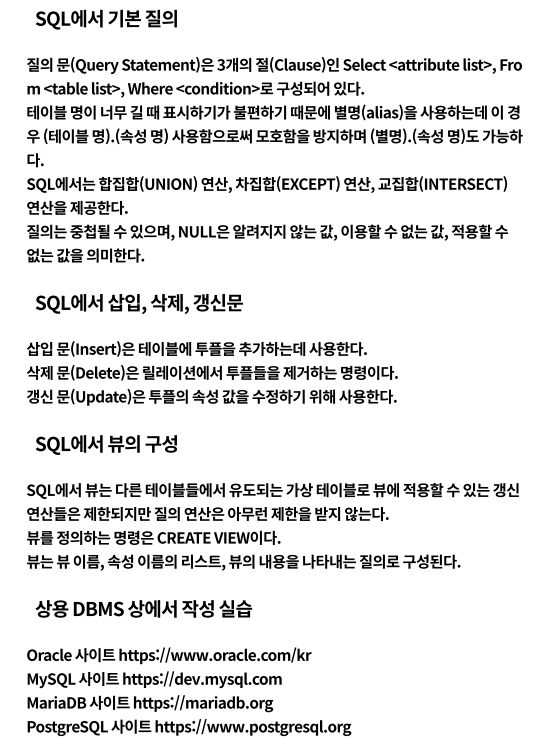 SQL에서 기본 질의
질의 문(Query Statement)은 3개의 절(Clause)인 Select <attribute list>, Fro
m <table list>, Where <condition>로 구성되어 있다.
테이블 명이 너무 길 때 표시하기가 불편하기 때문에 별명(alias)을 사용하는데 이 경
우 (테이블 명).(속성 명) 사용함으로써 모호함을 방지하며 (별명).(속성 명)도 가능하
다.
SQL에서는 합집합(UNION) 연산, 차집합(EXCEPT) 연산, 교집합(INTERSECT)
연산을 제공한다.
질의는 중첩될 수 있으며, NULL은 알려지지 않는 값, 이용할 수 없는 값, 적용할 수
없는 값을 의미한다.
SQL에서 삽입, 삭제, 갱신문
삽입 문(Insert)은 테이블에 투플을 추가하는데 사용한다.
삭제 문(Delete)은 릴레이션에서 투플들을 제거하는 명령이다.
갱신 문(Update)은 투플의 속성 값을 수정하기 위해 사용한다.
SQL에서 뷰의 구성
SQL에서 뷰는 다른 테이블들에서 유도되는 가상 테이블로 뷰에 적용할 수 있는 갱신
연산들은 제한되지만 질의 연산은 아무런 제한을 받지 않는다.
뷰를 정의하는 명령은 CREATE VIEW이다.
뷰는 뷰 이름, 속성 이름의 리스트, 뷰의 내용을 나타내는 질의로 구성된다.
상용 DBMS 상에서 작성 실습
Oracle 사이트 https://www.oracle.com/kr
MySQL 사이트 https://dev.mysql.com
MariaDB 사이트 https://mariadb.org
PostgreSQL 사이트 https://www.postgresql.org